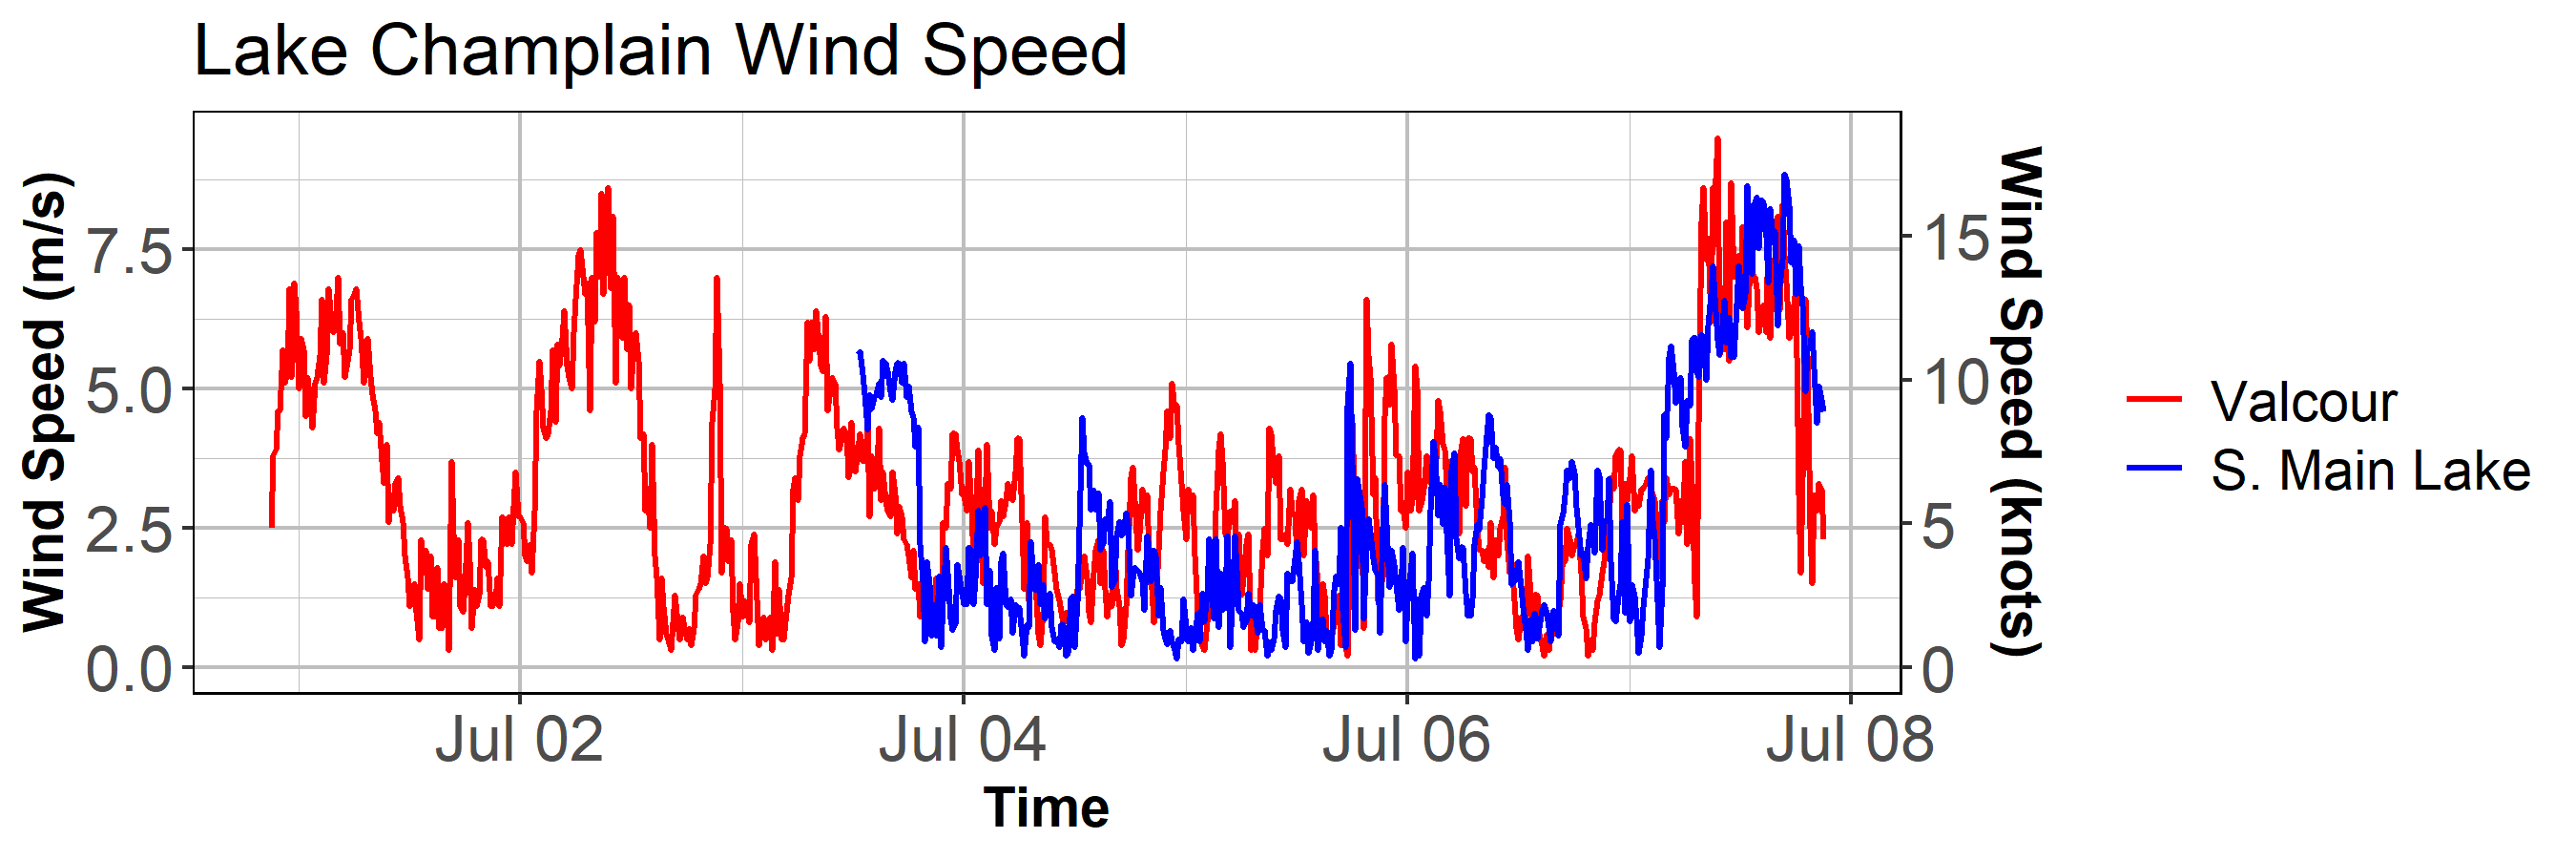 Lake Champlain Wind Speed
Wind Speed (m/s)
7.5
5.0
2.5
0.0
15
10
5
0
Wind Speed (knots)
Jul 02
Jul 04
Jul 06
Jul 08
Time
Valcour
S. Main Lake